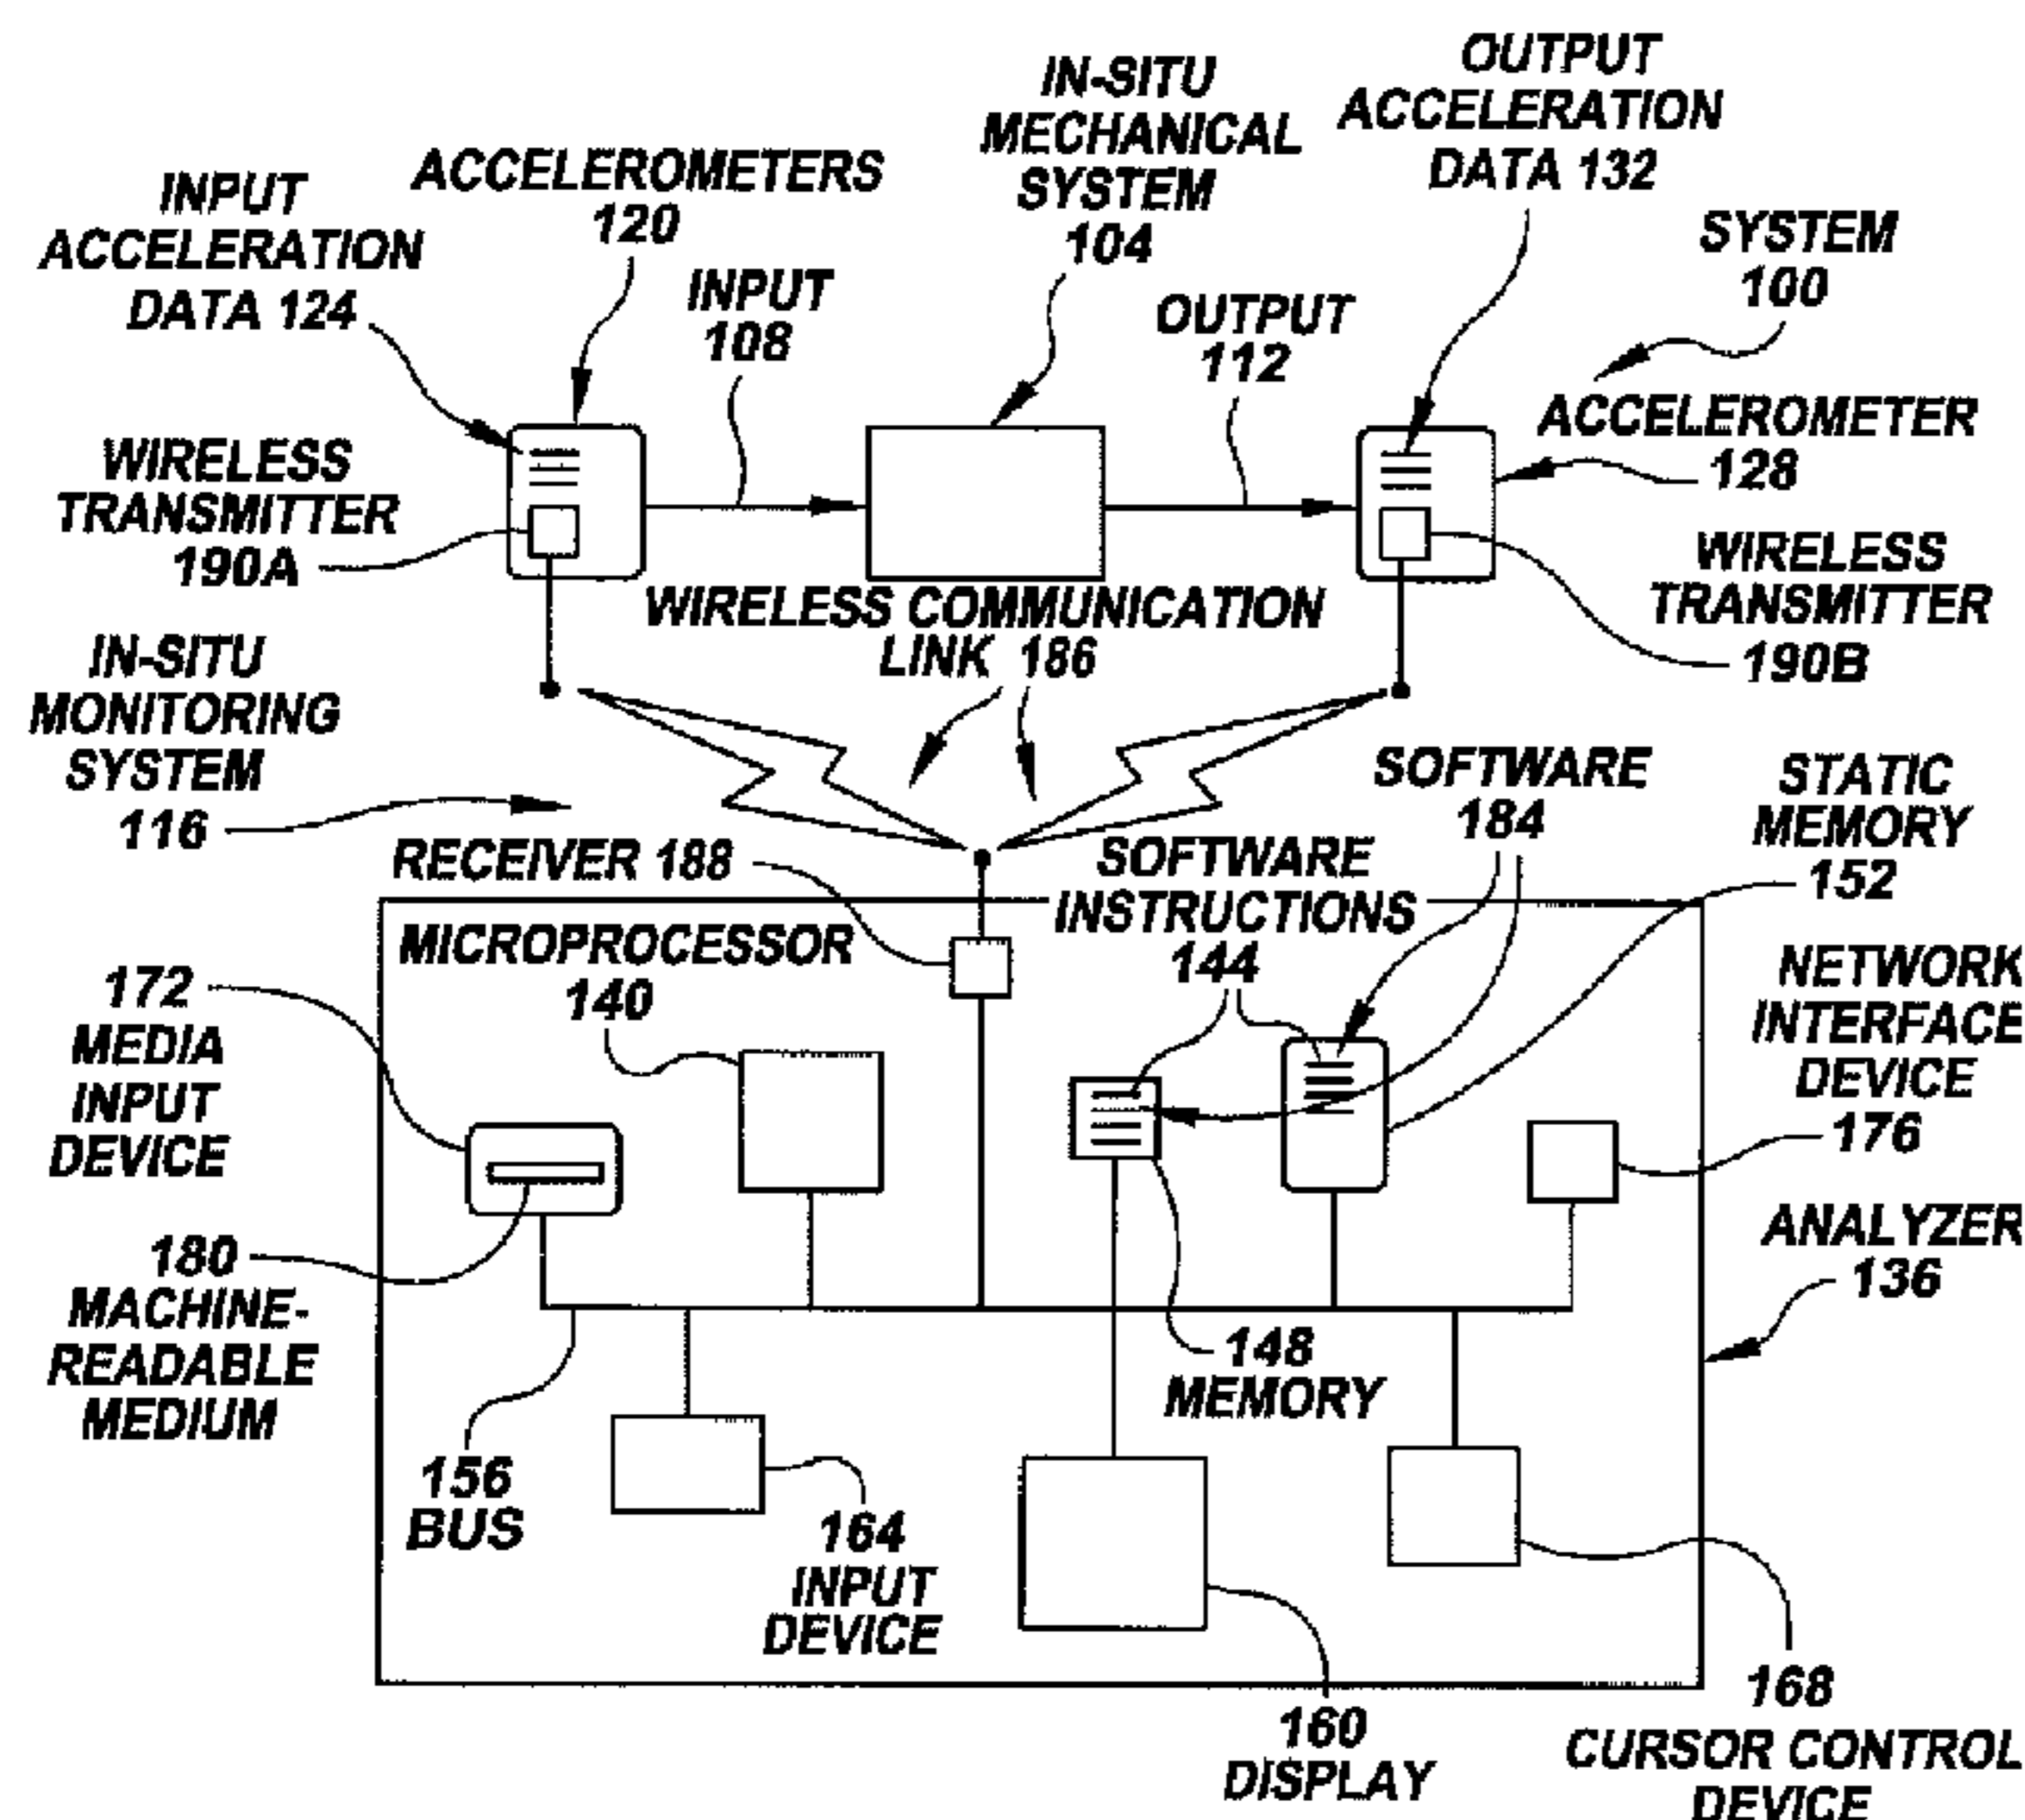 OUTPUT
ACCELERATION
DATA 132
IN-SITU
MECHANICAL
SYSTEM
104
ACCELEROMETERS
120
INPUT
ACCELERATION
DATA 124
SYSTEM
100
INPUT
108
OUTPUT
112
ACCELEROMETER
128
WIRELESS
TRANSMITTER
190A
WIRELESS
TRANSMITTER
190B
WIRELESS COMMUNICATION
LINK 186
IN-SITU
MONITORING
SYSTEM
116
SOFTWARE
184
STATIC
MEMORY
152
RECEIVER 188
SOFTWARE
INSTRUCTIONS
144
MICROPROCESSOR
140
172
MEDIA
INPUT
DEVICE
NETWORK
INTERFACE
DEVICE
176
180
MACHINE-
READABLE
MEDIUM
ANALYZER
136
148
MEMORY
156
BUS
164
INPUT
DEVICE
160
DISPLAY
168
CURSOR CONTROL
DEVICE